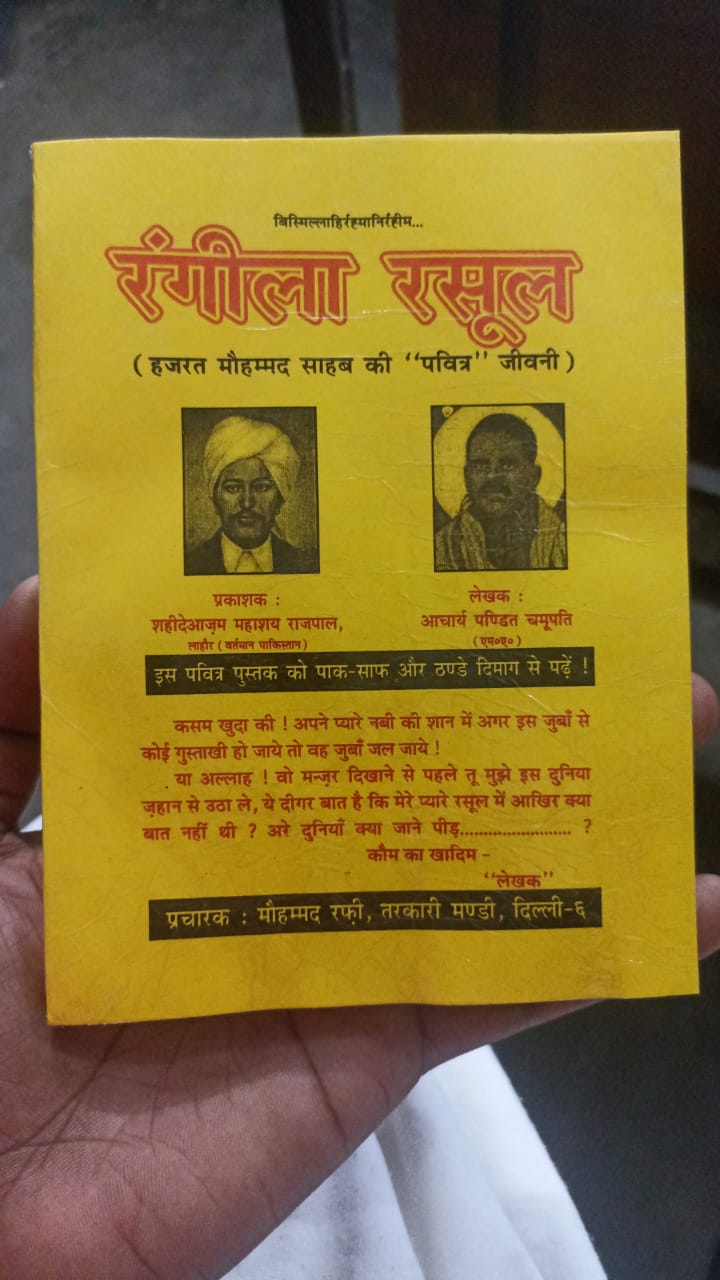 बिस्मिल्लाहिर्रहमानिर्रहीम...
रंगीला रसूल
( हजरत मौहम्मद साहब की ‘‘पवित्र’’ जीवनी )
प्रकाशक :
शहीदेआज़म महाशय राजपाल,
लाहौर ( वर्तमान पाकिस्तान )
लेखक :
आचार्य पण्डित चमूपति
( एम०ए० )
इस पवित्र पुस्तक को पाक-साफ और ठण्डे दिमाग से पढ़ें !
कसम खुदा की ! अपने प्यारे नबी की शान में अगर इस जुबाँ से
कोई गुस्ताखी हो जाये तो वह जुबाँ जल जाये !
या अल्लाह ! वो मन्ज़र दिखाने से पहले तू मुझे इस दुनिया
ज़हान से उठा ले, ये दीगर बात है कि मेरे प्यारे रसूल में आखिर क्या
बात नहीं थी ? अरे दुनियाँ क्या जाने पीड़........................ ?
कौम का खादिम -
‘‘लेखक’’
प्रचारक : मौहम्मद रफ़ी, तरकारी मण्डी, दिल्ली-६